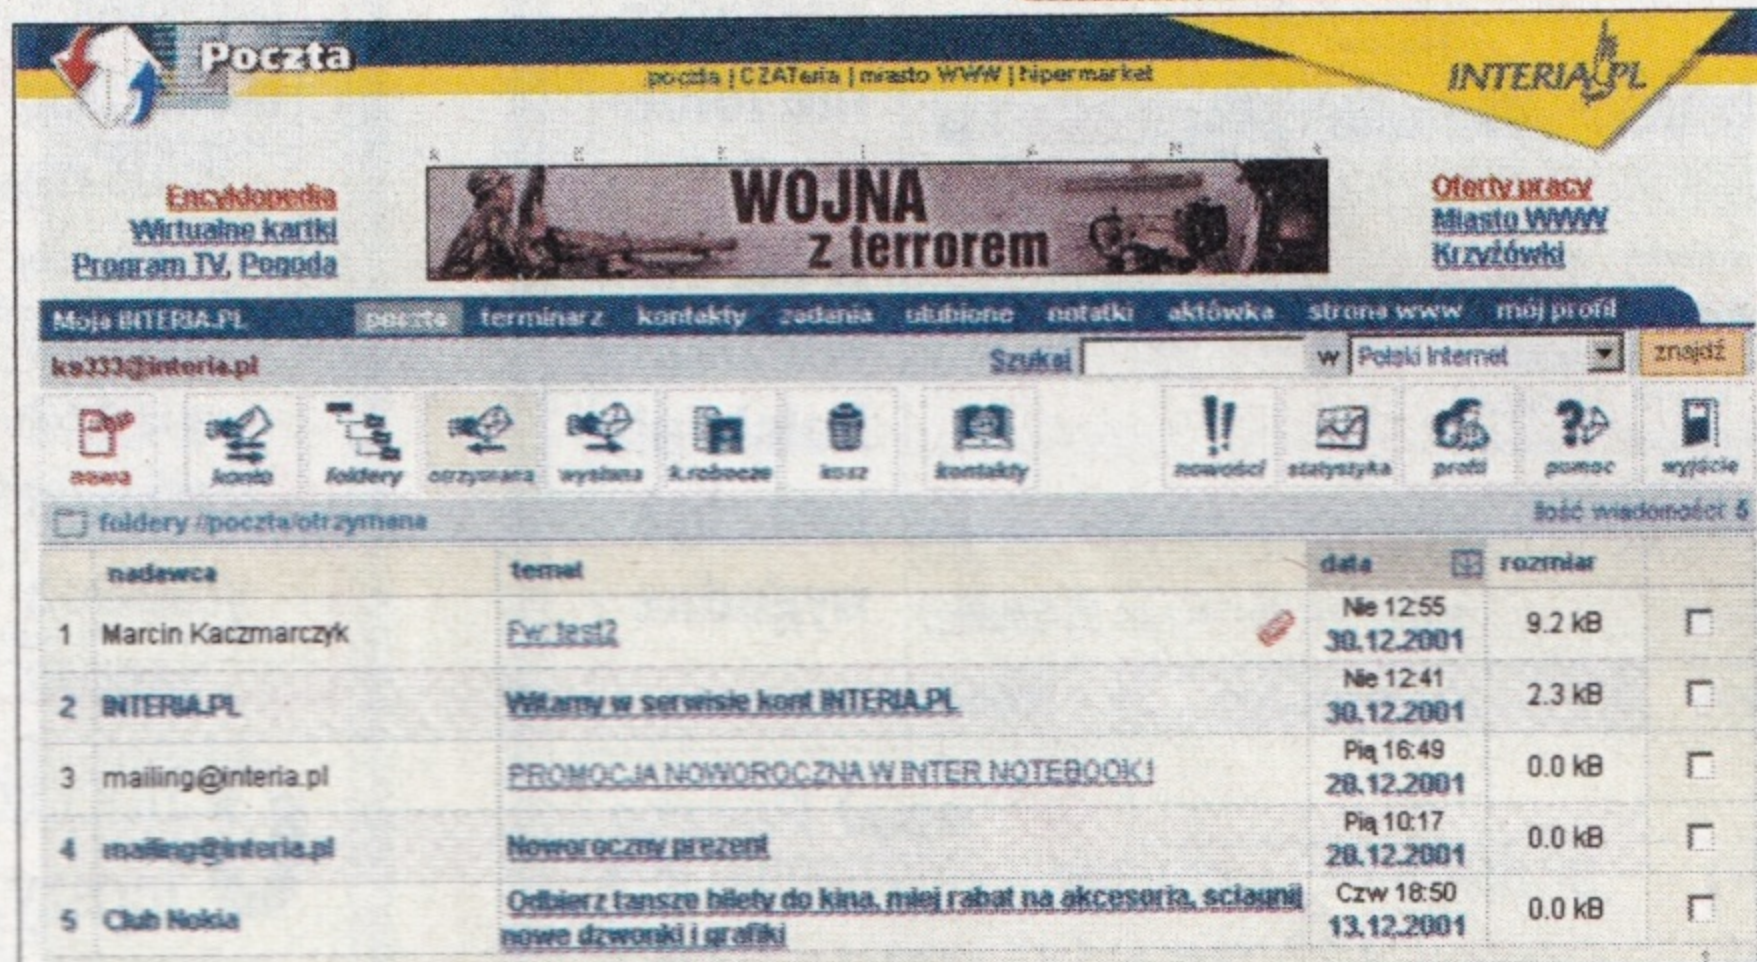 Poczta
poczta | CZATeria | miasto WWW | hipermarket
INTERIA.PL
R E K L A M A
Encyklopedia
Wirtualne kartki
Program TV, Pogoda
WOJNA
z terrorem
Oferty pracy
Miasto WWW
Krzyżówki
Moja INTERIA.PL poczta terminarz kontakty zadania ulubione notatki aktówka strona www mój profil
ks333@interia.pl Szukaj w Polski Internet znajdź
nowa konto foldery otrzymana wysłana k.robocze kosz kontakty nowości statystyka profil pomoc wyjście
foldery //poczta/otrzymana ilość wiadomości: 5
nadawca temat data rozmiar
Nie 12:55
1 Marcin Kaczmarczyk Fw: test2 9.2 kB
30.12.2001
Nie 12:41
2 INTERIA.PL Witamy w serwisie kont INTERIA.PL 2.3 kB
30.12.2001
Pią 16:49
3 mailing@interia.pl PROMOCJA NOWOROCZNA W INTER NOTEBOOK! 0.0 kB
28.12.2001
Pią 10:17
4 mailing@interia.pl Noworoczny prezent 0.0 kB
28.12.2001
Odbierz tansze bilety do kina, miej rabat na akcesoria, sciagnij Czw 18:50
5 Club Nokia 0.0 kB
nowe dzwonki i grafiki 13.12.2001